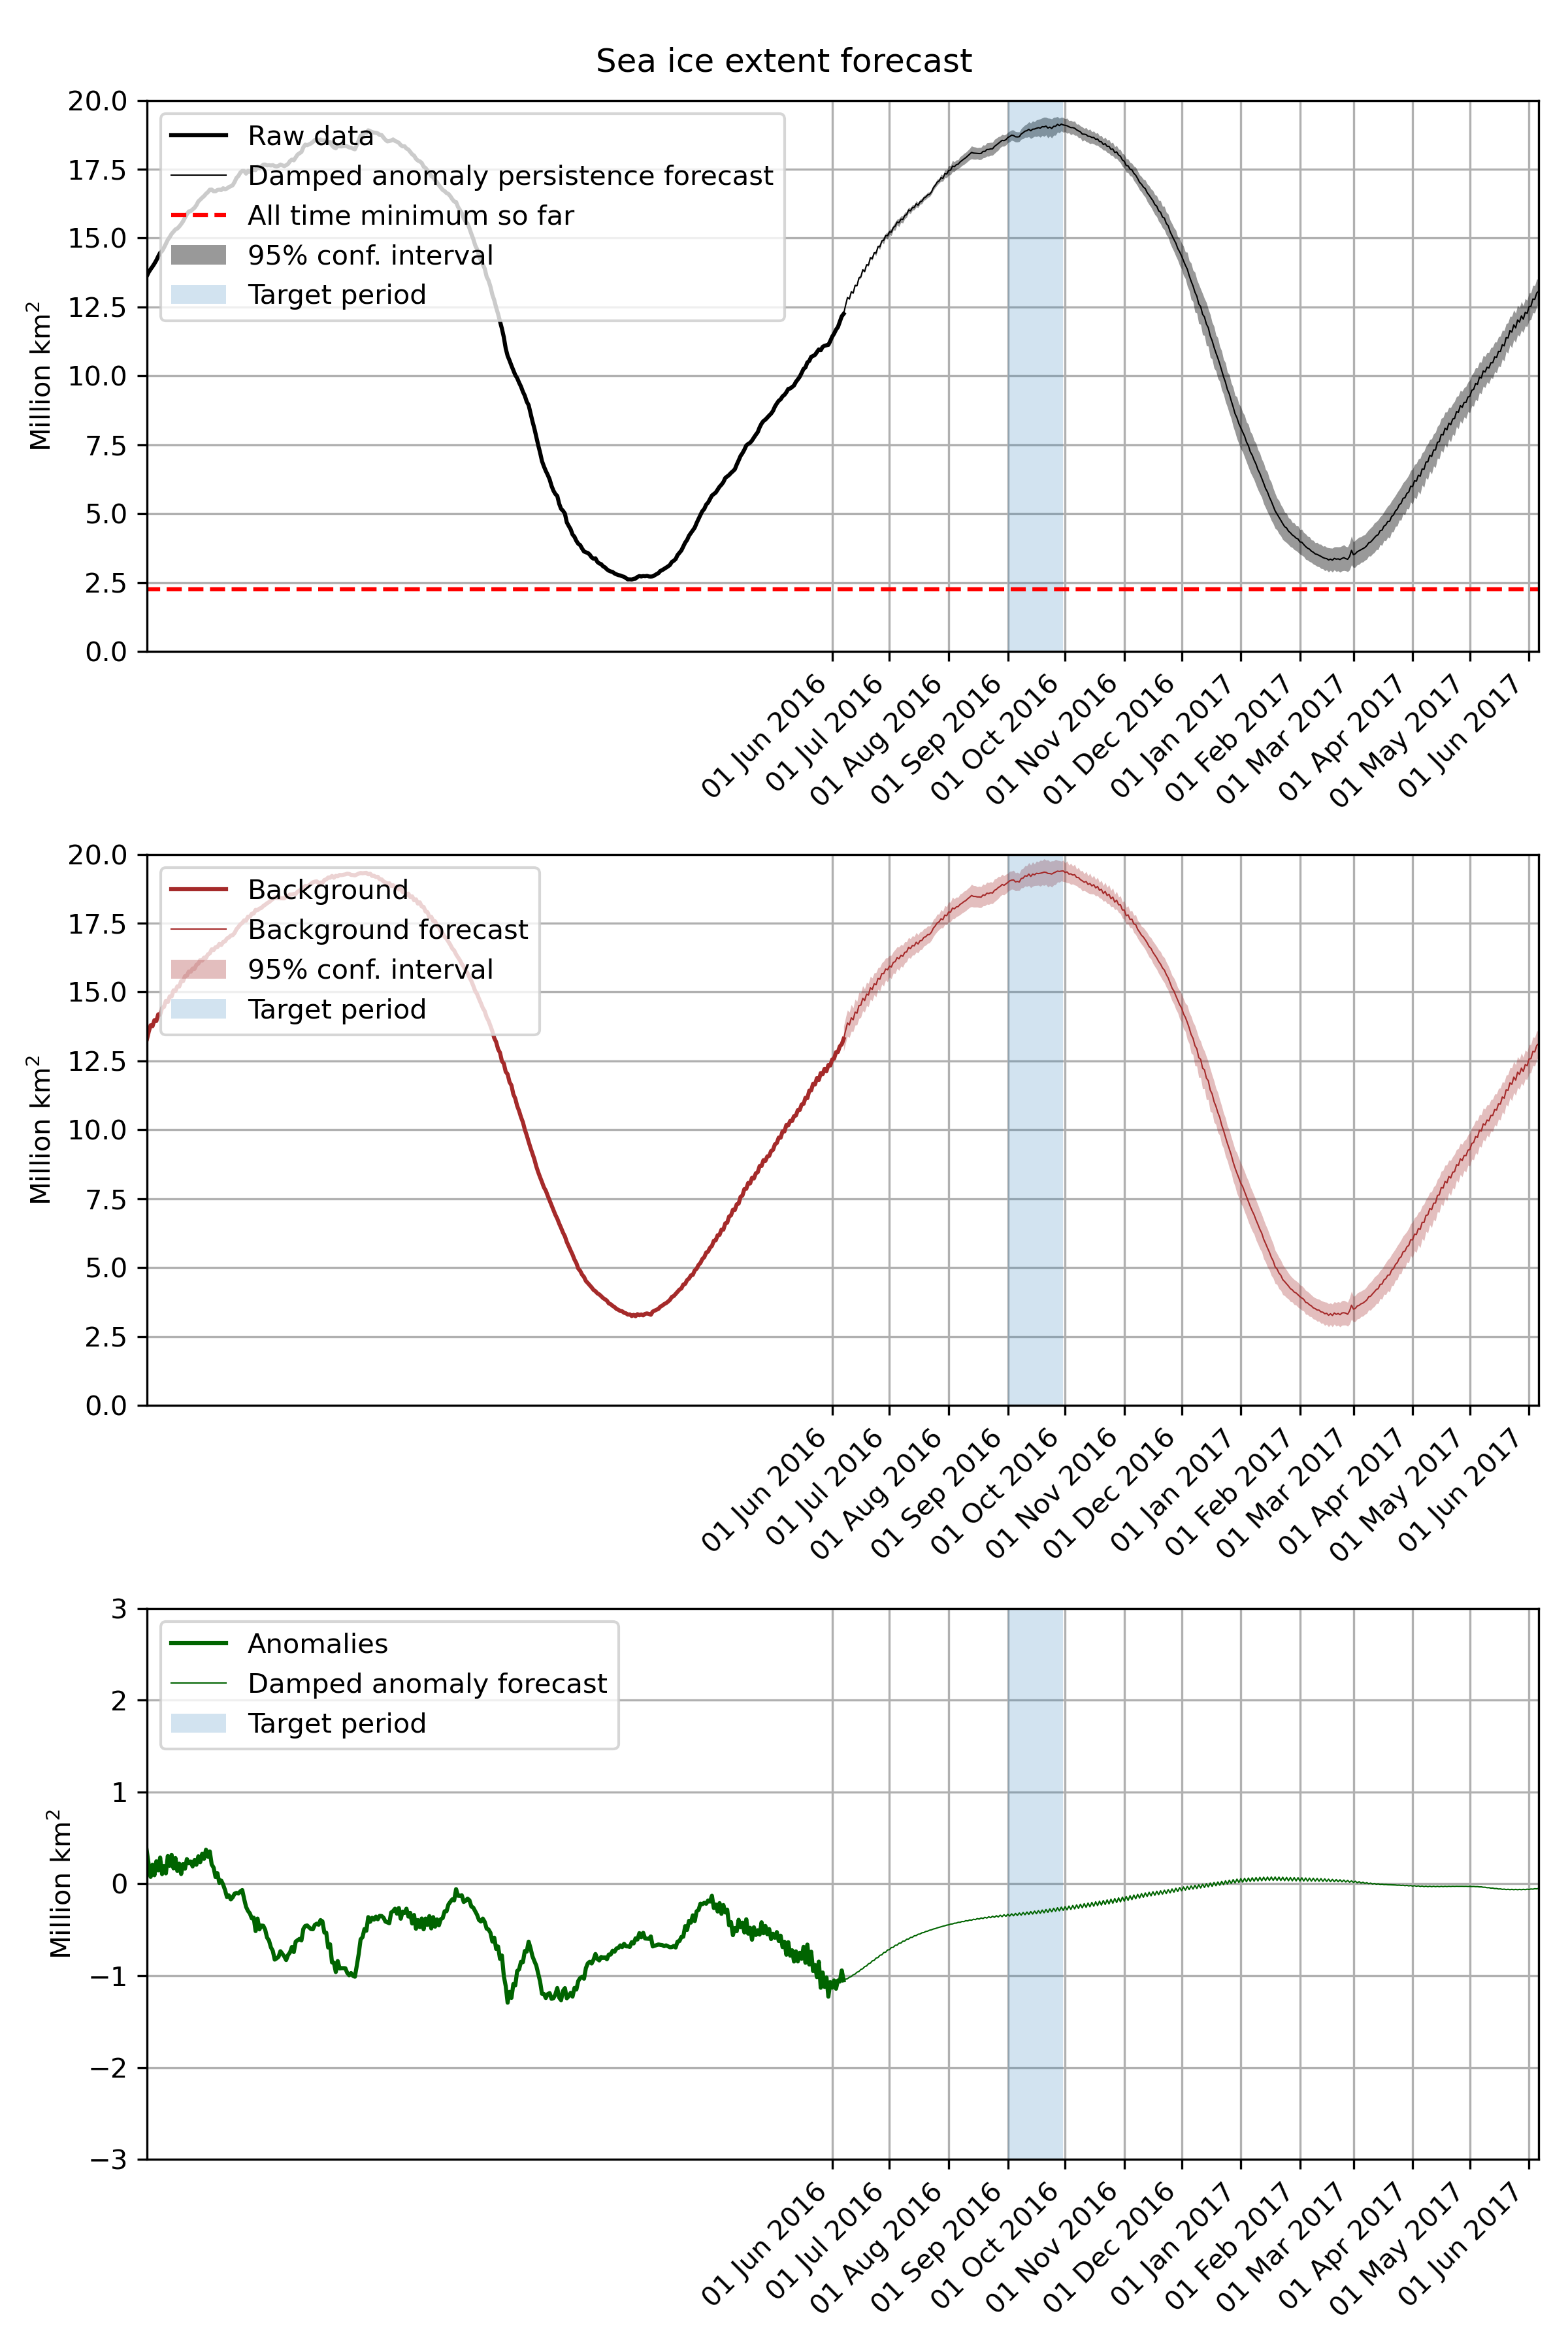 Sea ice extent forecast
20.0
17.5
15.0
12.5
10.0
7.5
5.0
2.5
0.0
Million km²
Raw data
Damped anomaly persistence forecast
All time minimum so far
95% conf. interval
Target period
01 Jun 2016
01 Jul 2016
01 Aug 2016
01 Sep 2016
01 Oct 2016
01 Nov 2016
01 Dec 2016
01 Jan 2017
01 Feb 2017
01 Mar 2017
01 Apr 2017
01 May 2017
01 Jun 2017
20.0
17.5
15.0
12.5
10.0
7.5
5.0
2.5
0.0
Million km²
Background
Background forecast
95% conf. interval
Target period
01 Jun 2016
01 Jul 2016
01 Aug 2016
01 Sep 2016
01 Oct 2016
01 Nov 2016
01 Dec 2016
01 Jan 2017
01 Feb 2017
01 Mar 2017
01 Apr 2017
01 May 2017
01 Jun 2017
3
2
1
0
−1
−2
−3
Million km²
Anomalies
Damped anomaly forecast
Target period
01 Jun 2016
01 Jul 2016
01 Aug 2016
01 Sep 2016
01 Oct 2016
01 Nov 2016
01 Dec 2016
01 Jan 2017
01 Feb 2017
01 Mar 2017
01 Apr 2017
01 May 2017
01 Jun 2017